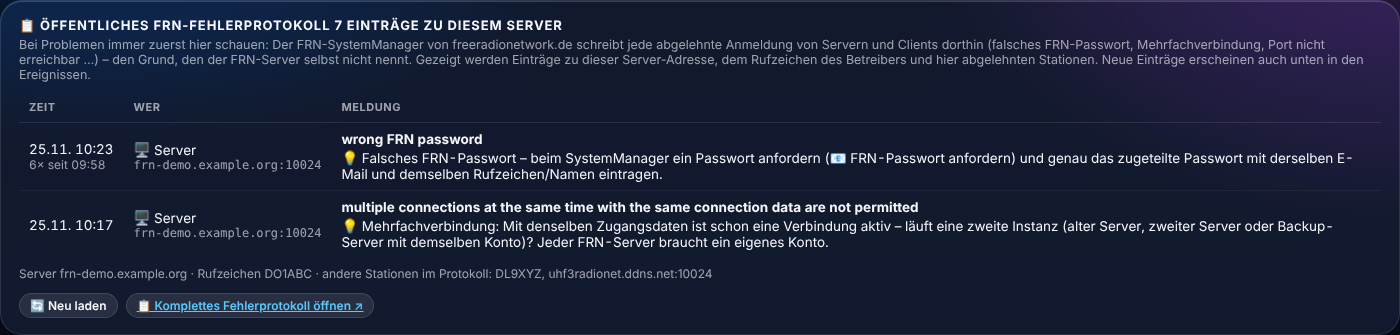 📋 ÖFFENTLICHES FRN-FEHLERPROTOKOLL 7 EINTRÄGE ZU DIESEM SERVER
Bei Problemen immer zuerst hier schauen: Der FRN-SystemManager von freeradionetwork.de schreibt jede abgelehnte Anmeldung von Servern und Clients dorthin (falsches FRN-Passwort, Mehrfachverbindung, Port nicht
erreichbar …) – den Grund, den der FRN-Server selbst nicht nennt. Gezeigt werden Einträge zu dieser Server-Adresse, dem Rufzeichen des Betreibers und hier abgelehnten Stationen. Neue Einträge erscheinen auch unten in den
Ereignissen.
ZEIT WER MELDUNG
25.11. 10:23
6× seit 09:58
🖥️ Server
frn-demo.example.org:10024
wrong FRN password
💡 Falsches FRN-Passwort – beim SystemManager ein Passwort anfordern (📧 FRN-Passwort anfordern) und genau das zugeteilte Passwort mit derselben E-
Mail und demselben Rufzeichen/Namen eintragen.
25.11. 10:17
🖥️ Server
frn-demo.example.org:10024
multiple connections at the same time with the same connection data are not permitted
💡 Mehrfachverbindung: Mit denselben Zugangsdaten ist schon eine Verbindung aktiv – läuft eine zweite Instanz (alter Server, zweiter Server oder Backup-
Server mit demselben Konto)? Jeder FRN-Server braucht ein eigenes Konto.
Server frn-demo.example.org · Rufzeichen DO1ABC · andere Stationen im Protokoll: DL9XYZ, uhf3radionet.ddns.net:10024
🔄 Neu laden
📋 Komplettes Fehlerprotokoll öffnen ↗